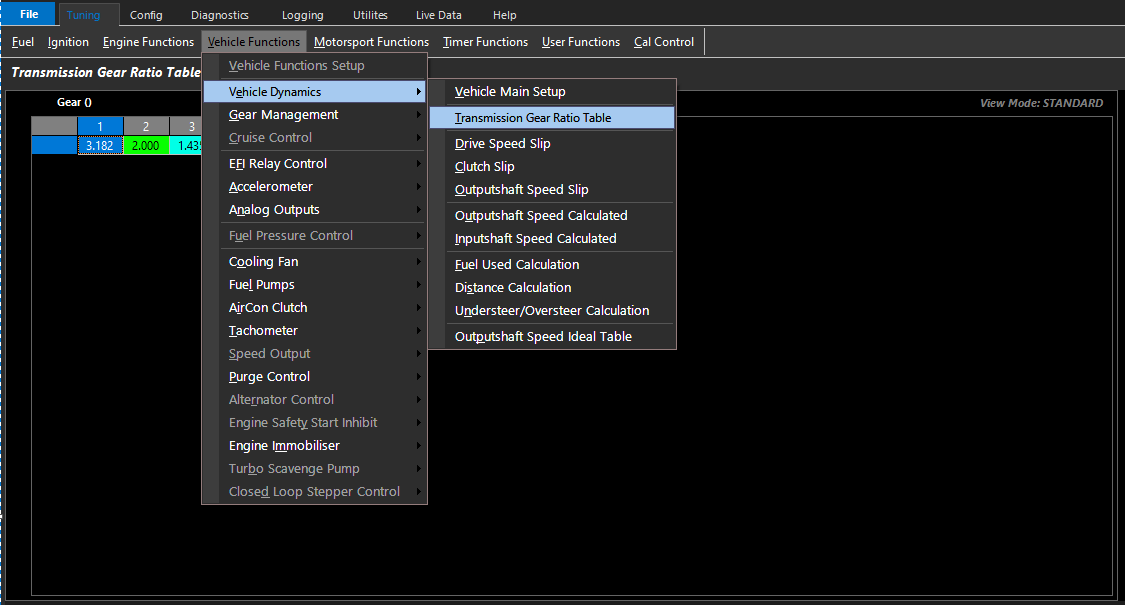 File Tuning Config Diagnostics Logging Utilites Live Data Help
Fuel Ignition Engine Functions Vehicle Functions Motorsport Functions Timer Functions User Functions Cal Control
Transmission Gear Ratio Table
Gear ()
View Mode: STANDARD
1 2 3
3.182 2.000 1.435
Vehicle Functions Setup
Vehicle Dynamics
Gear Management
Cruise Control
EFI Relay Control
Accelerometer
Analog Outputs
Fuel Pressure Control
Cooling Fan
Fuel Pumps
AirCon Clutch
Tachometer
Speed Output
Purge Control
Alternator Control
Engine Safety Start Inhibit
Engine Immobiliser
Turbo Scavenge Pump
Closed Loop Stepper Control
Vehicle Main Setup
Transmission Gear Ratio Table
Drive Speed Slip
Clutch Slip
Outputshaft Speed Slip
Outputshaft Speed Calculated
Inputshaft Speed Calculated
Fuel Used Calculation
Distance Calculation
Understeer/Oversteer Calculation
Outputshaft Speed Ideal Table